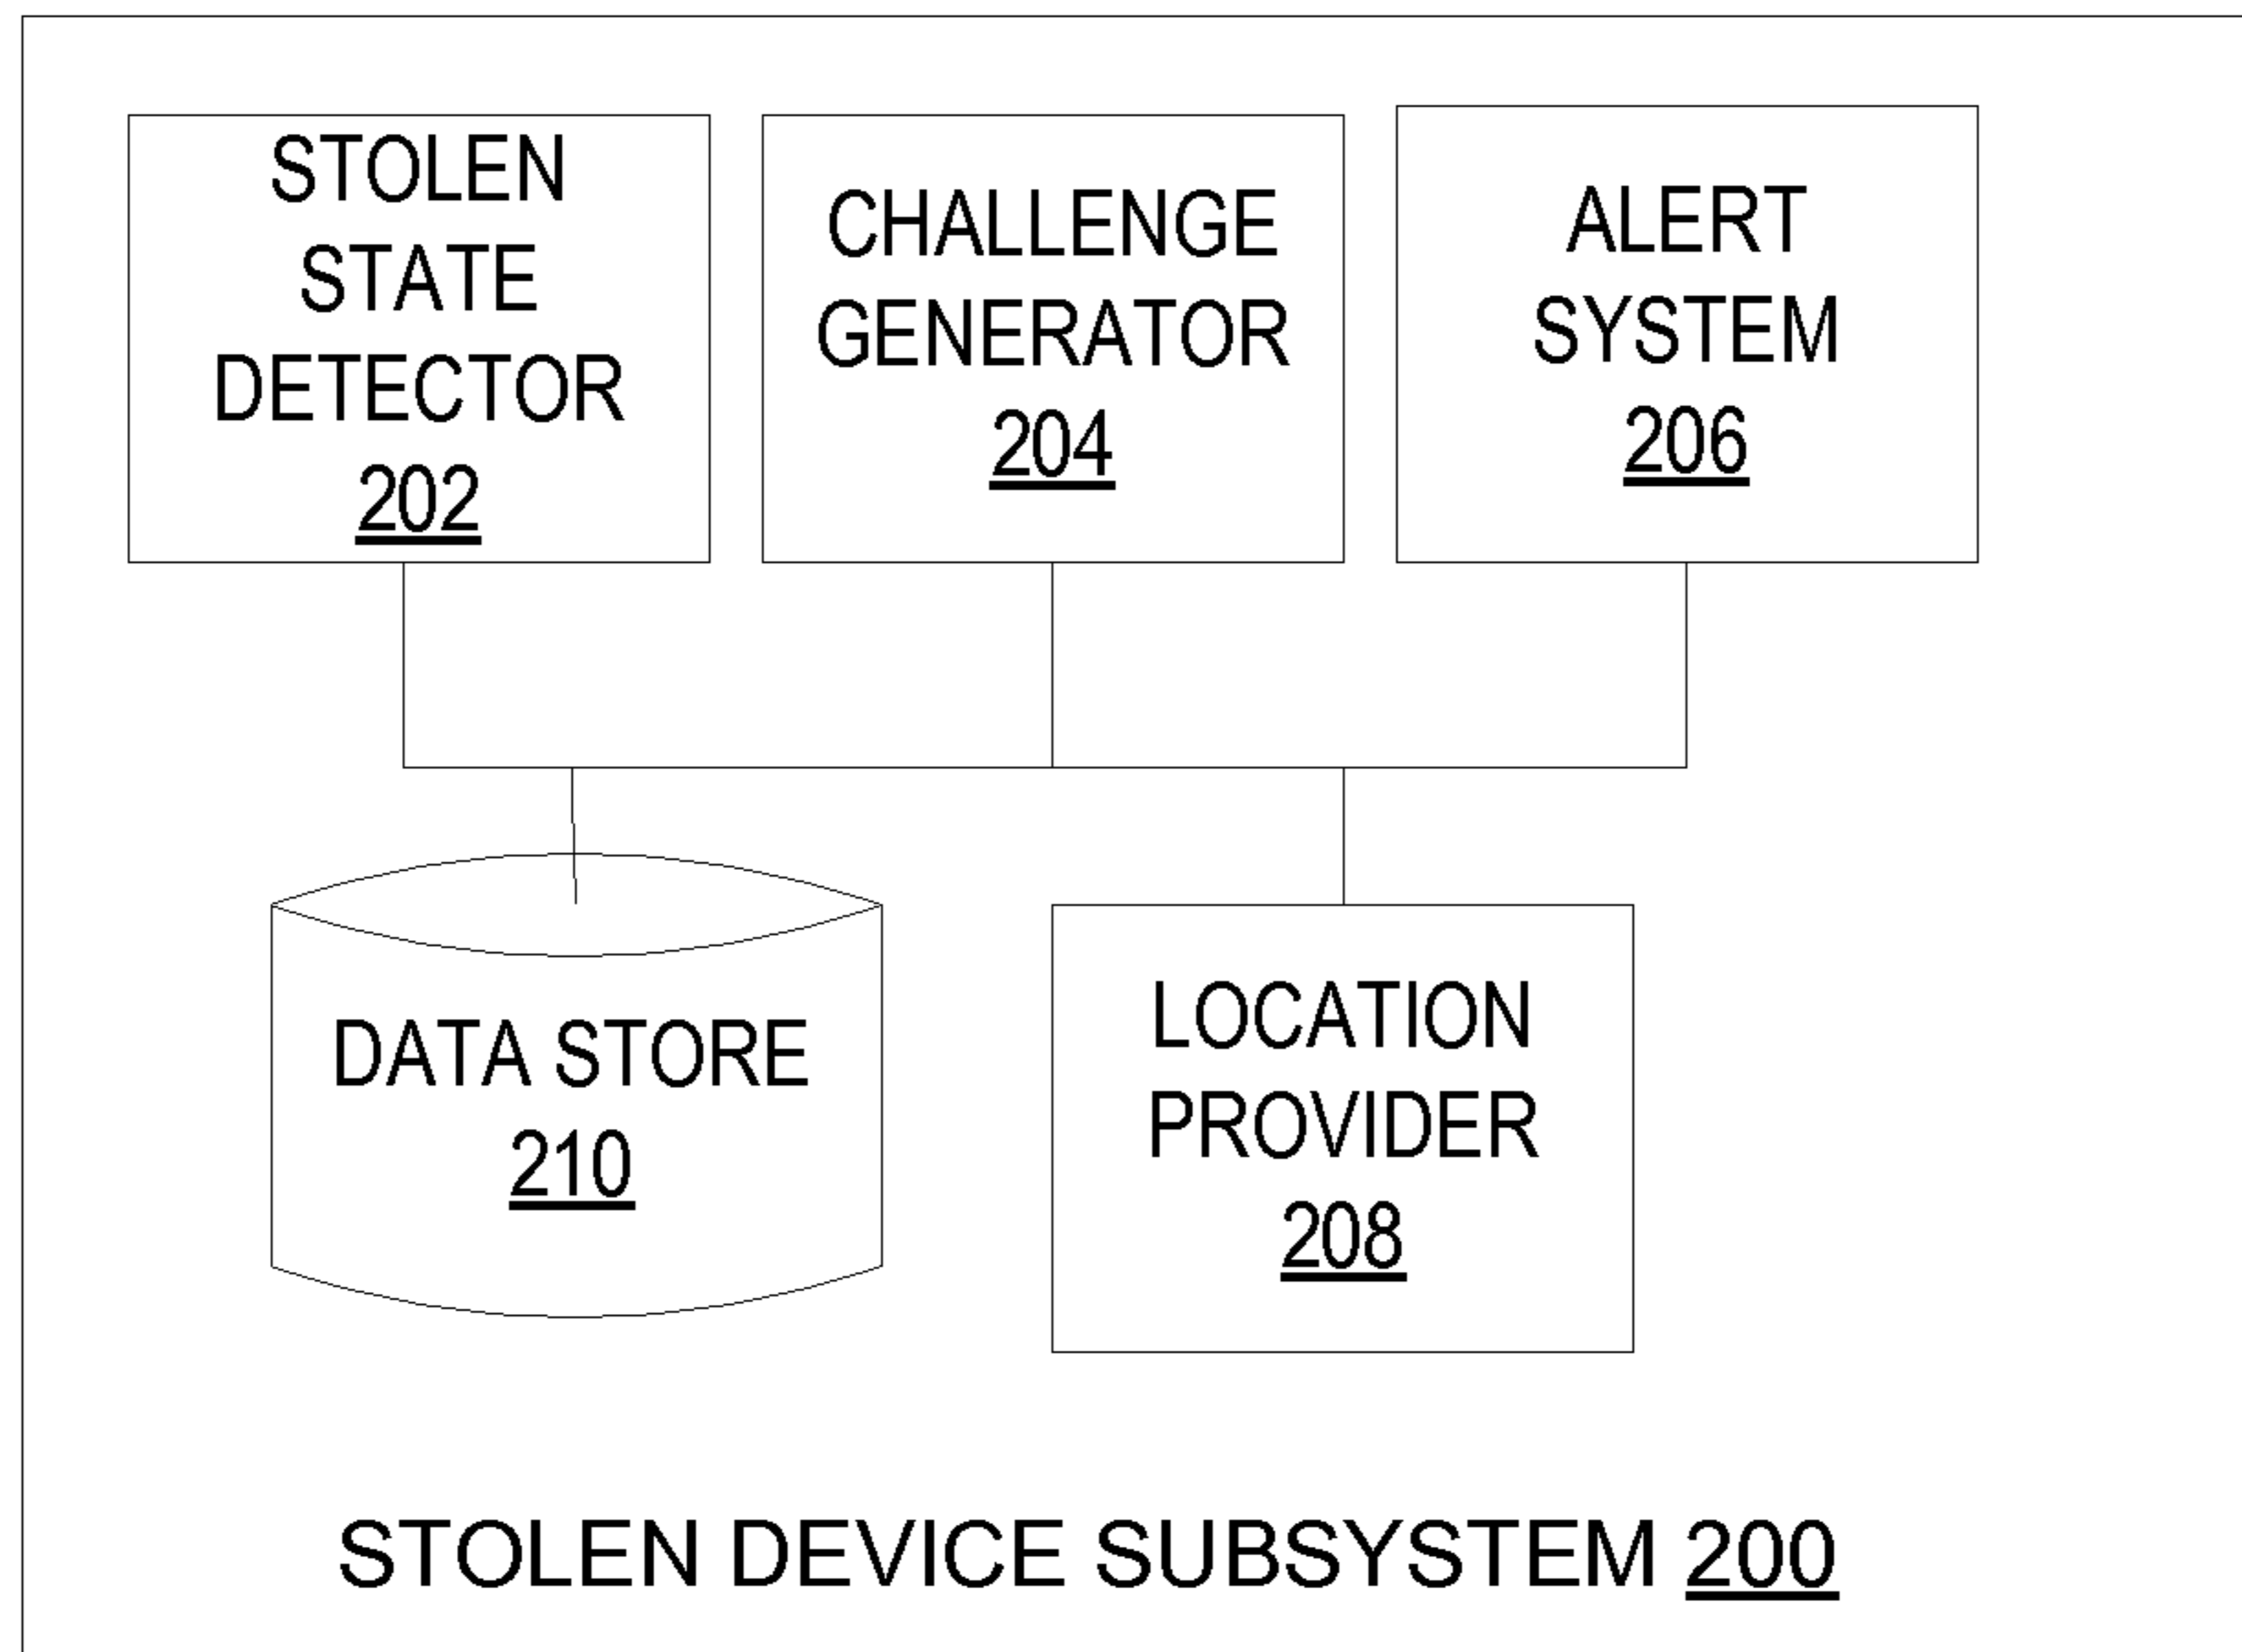 STOLEN
STATE
DETECTOR
202
CHALLENGE
GENERATOR
204
ALERT
SYSTEM
206
DATA STORE
210
LOCATION
PROVIDER
208
STOLEN DEVICE SUBSYSTEM 200